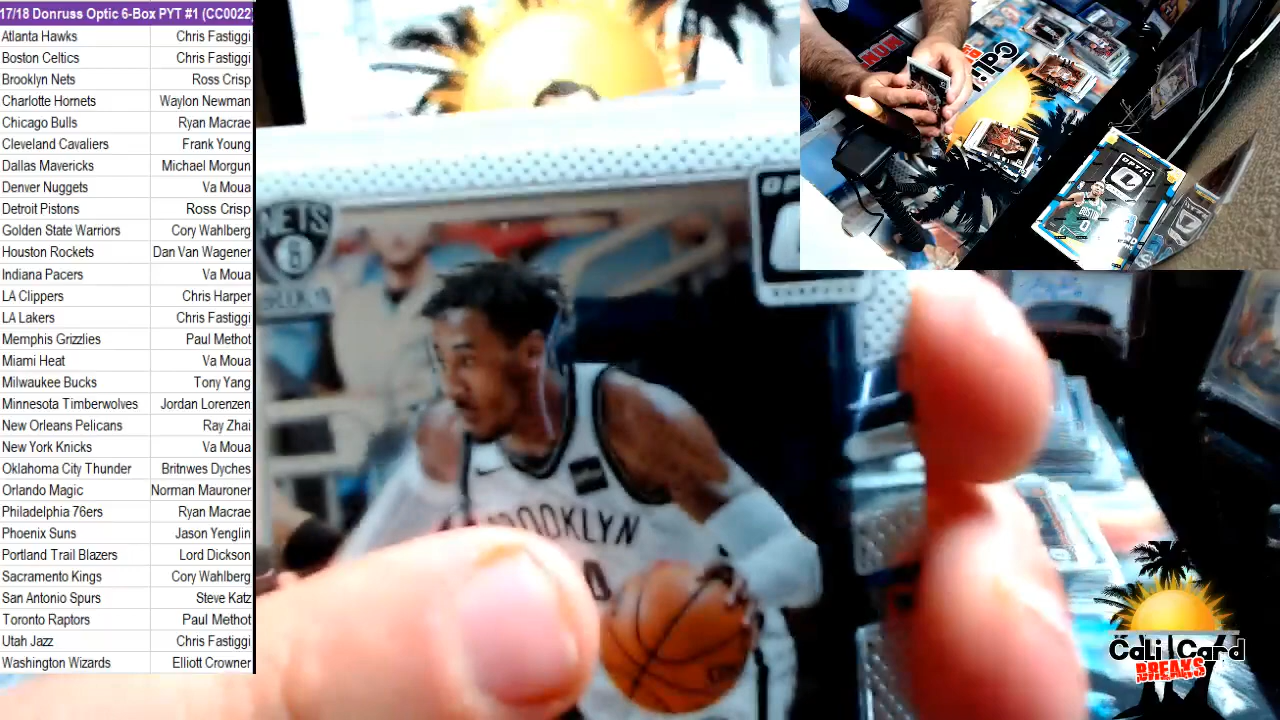 17/18 Donruss Optic 6-Box PYT #1 (CC0022)
Atlanta Hawks Chris Fastiggi
Boston Celtics Chris Fastiggi
Brooklyn Nets Ross Crisp
Charlotte Hornets Waylon Newman
Chicago Bulls Ryan Macrae
Cleveland Cavaliers Frank Young
Dallas Mavericks Michael Morgun
Denver Nuggets Va Moua
Detroit Pistons Ross Crisp
Golden State Warriors Cory Wahlberg
Houston Rockets Dan Van Wagener
Indiana Pacers Va Moua
LA Clippers Chris Harper
LA Lakers Chris Fastiggi
Memphis Grizzlies Paul Methot
Miami Heat Va Moua
Milwaukee Bucks Tony Yang
Minnesota Timberwolves Jordan Lorenzen
New Orleans Pelicans Ray Zhai
New York Knicks Va Moua
Oklahoma City Thunder Britnwes Dyches
Orlando Magic Norman Mauroner
Philadelphia 76ers Ryan Macrae
Phoenix Suns Jason Yenglin
Portland Trail Blazers Lord Dickson
Sacramento Kings Cory Wahlberg
San Antonio Spurs Steve Katz
Toronto Raptors Paul Methot
Utah Jazz Chris Fastiggi
Washington Wizards Elliott Crowner
NETS
B
BROOKLYN
OPTIC
BOSTON
0
Cali Card
BREAKS